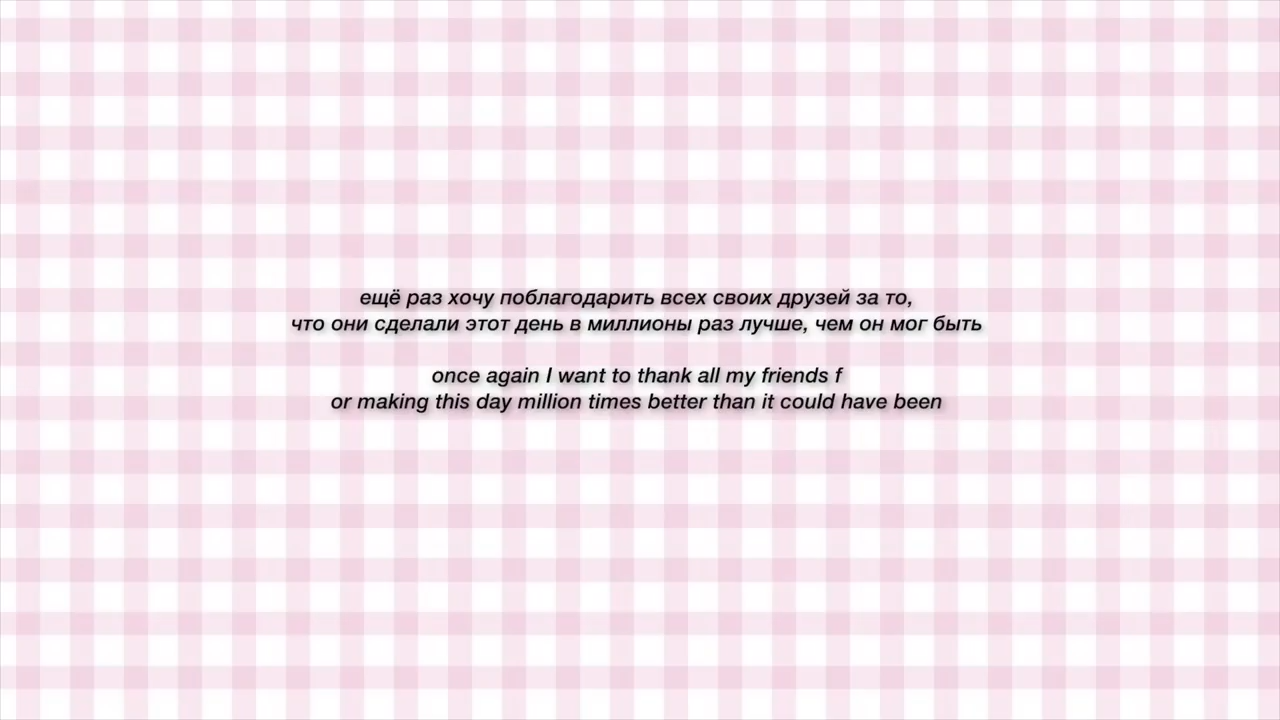 ещё раз хочу поблагодарить всех своих друзей за то,
что они сделали этот день в миллионы раз лучше, чем он мог быть
once again I want to thank all my friends f
or making this day million times better than it could have been